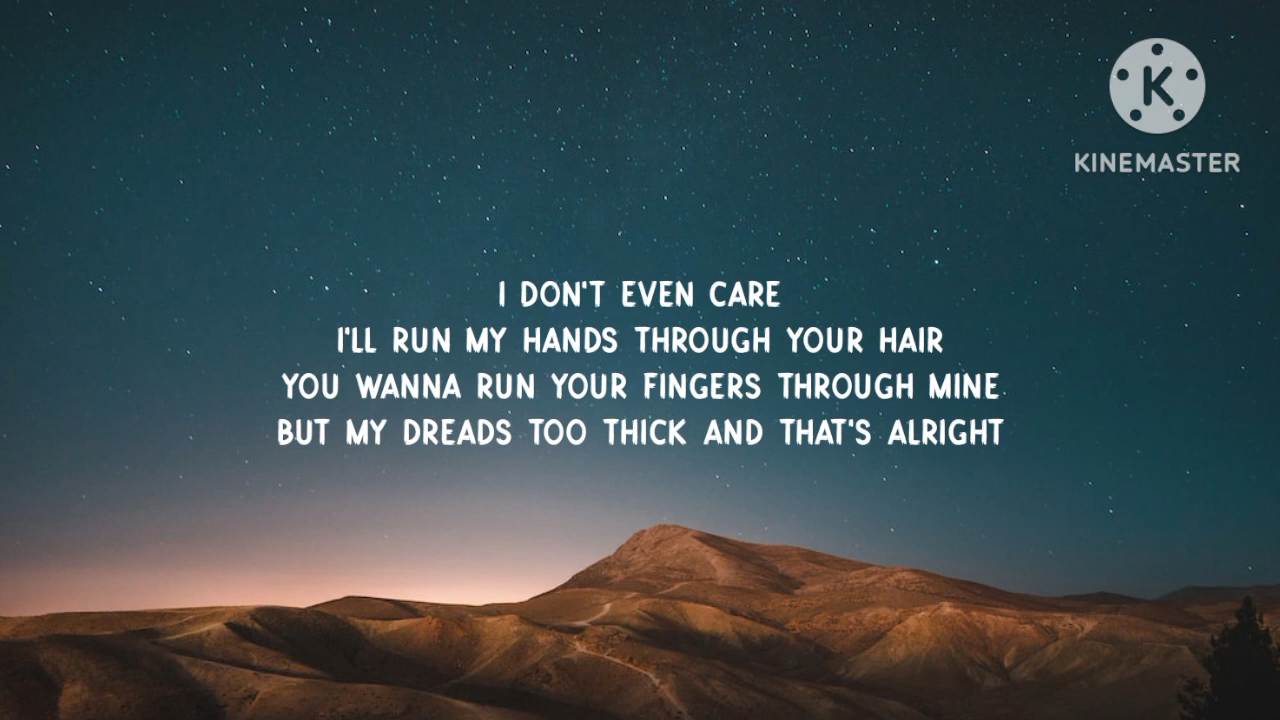 K
KINEMASTER
I DON'T EVEN CARE
I'LL RUN MY HANDS THROUGH YOUR HAIR
YOU WANNA RUN YOUR FINGERS THROUGH MINE
BUT MY DREADS TOO THICK AND THAT'S ALRIGHT